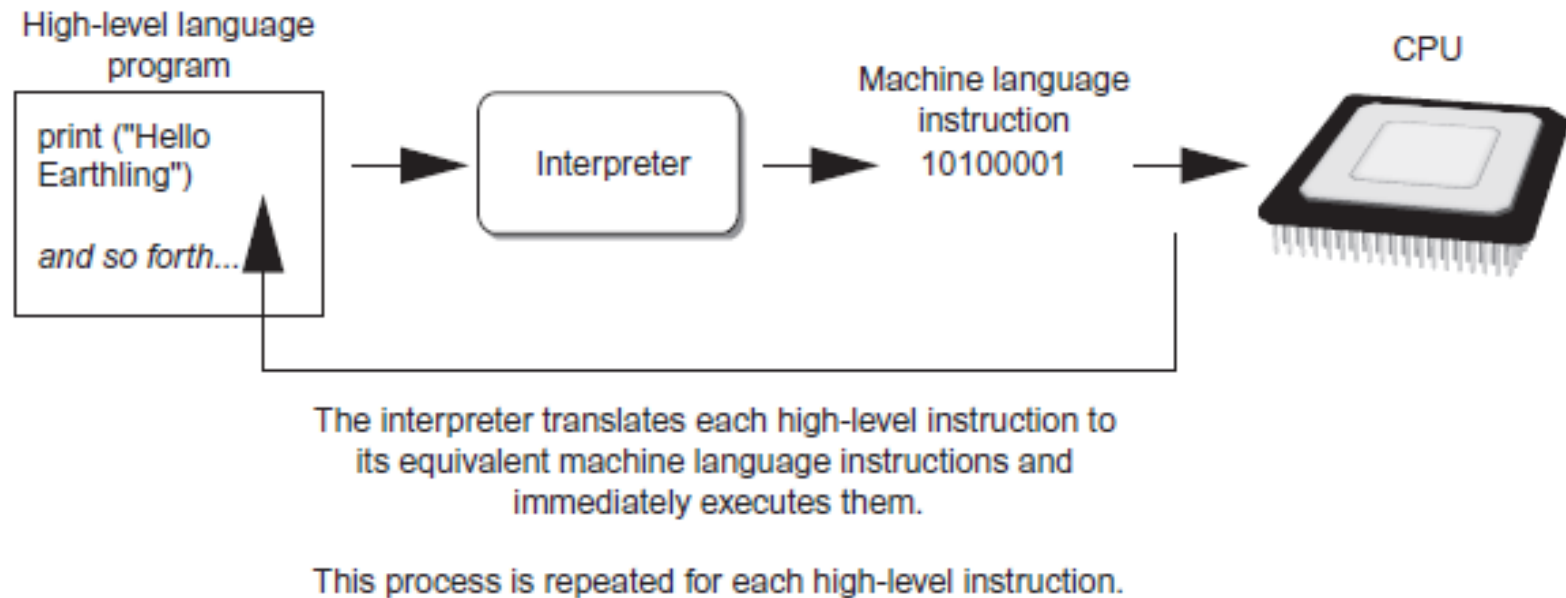 High-level language
program
print ("Hello
Earthling")
and so forth...
Interpreter
Machine language
instruction
10100001
CPU
The interpreter translates each high-level instruction to
its equivalent machine language instructions and
immediately executes them.
This process is repeated for each high-level instruction.